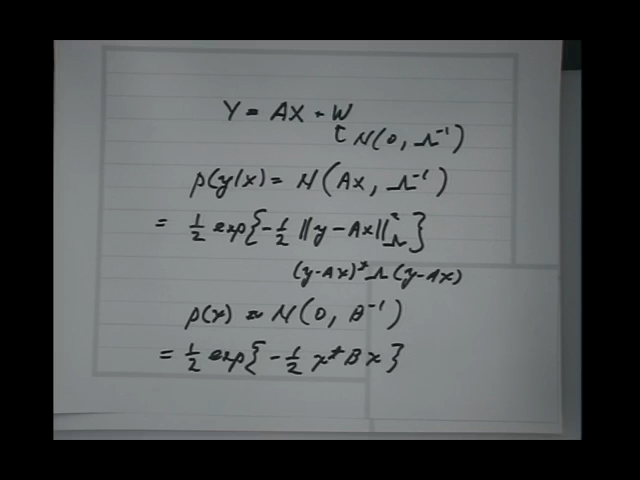 Y = AX + W
N(0, Λ⁻¹)
p(y|x) = N(Ax, Λ⁻¹)
= 1/2 exp{-1/2 ||y - Ax||²_Λ}
(y-Ax)* Λ (y-Ax)
p(x) ~ N(0, B⁻¹)
= 1/2 exp{-1/2 x* B x}